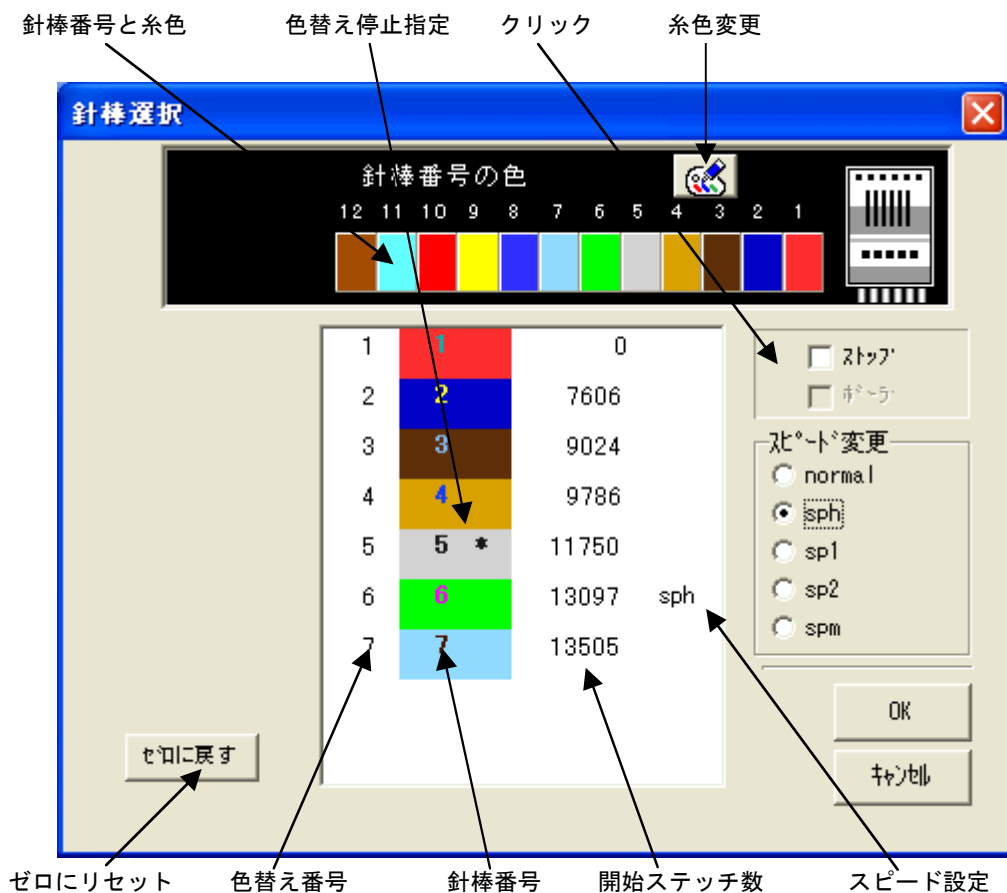 針棒番号と糸色 色替え停止指定 クリック 糸色変更
針棒選択
針棒番号の色
12 11 10 9 8 7 6 5 4 3 2 1
1 1 0
2 2 7606
3 3 9024
4 4 9786
5 5 * 11750
6 6 13097 sph
7 7 13505
ｽﾄｯﾌﾟ
ﾎﾞｰﾗｰ
ｽﾋﾟｰﾄﾞ変更
normal
sph
sp1
sp2
spm
OK
ｷｬﾝｾﾙ
ｾﾞﾛに戻す
ゼロにリセット 色替え番号 針棒番号 開始ステッチ数 スピード設定